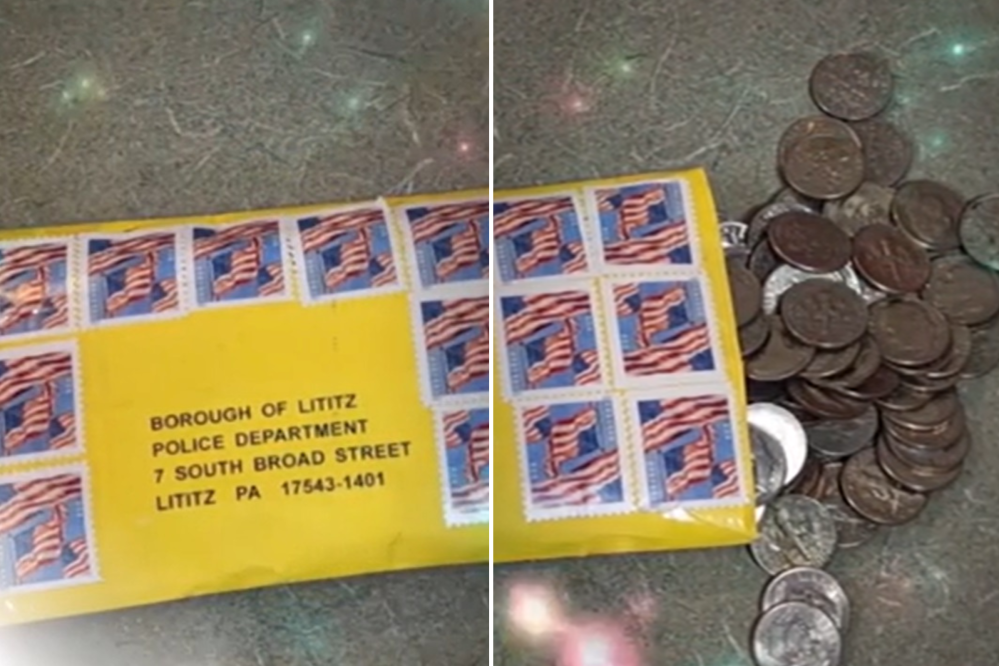 BOROUGH OF LITITZ
POLICE DEPARTMENT
7 SOUTH BROAD STREET
LITITZ PA 17543-1401